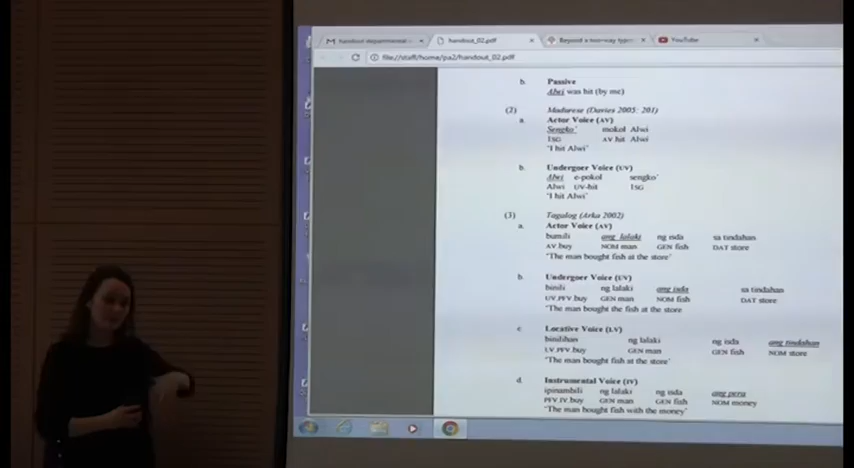 handout departmental
handout_02.pdf
Beyond a two-way typo
YouTube
file://staff/home/pa2/handout_02.pdf
b. Passive
Alwi was hit (by me)
(2) Madurese (Davies 2005: 201)
a. Actor Voice (AV)
Sengko' mokol Alwi
1SG AV.hit Alwi
'I hit Alwi'
b. Undergoer Voice (UV)
Alwi e-pokol sengko'
Alwi UV-hit 1SG
'I hit Alwi'
(3) Tagalog (Arka 2002)
a. Actor Voice (AV)
bumili ang lalaki ng isda sa tindahan
AV.buy NOM man GEN fish DAT store
'The man bought fish at the store'
b. Undergoer Voice (UV)
binili ng lalaki ang isda sa tindahan
UV.PFV.buy GEN man NOM fish DAT store
'The man bought the fish at the store
c. Locative Voice (LV)
binilihan ng lalaki ng isda ang tindahan
LV.PFV.buy GEN man GEN fish NOM store
'The man bought fish at the store'
d. Instrumental Voice (IV)
ipinambili ng lalaki ng isda ang pera
PFV.IV.buy GEN man GEN fish NOM money
'The man bought fish with the money'